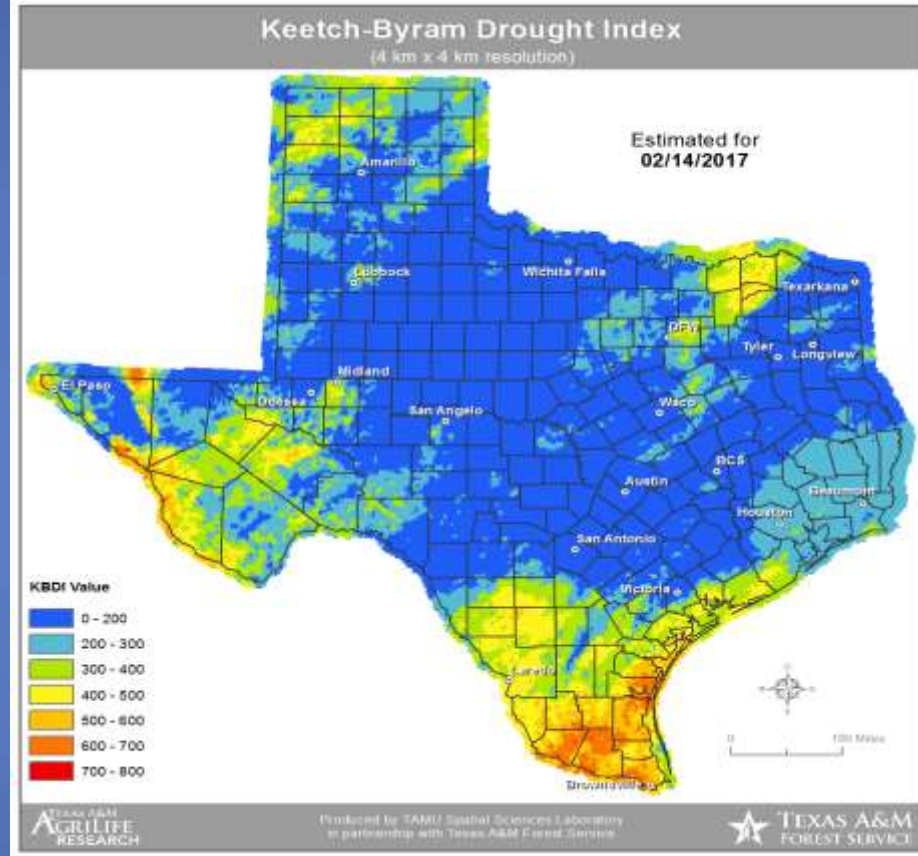 Keetch-Byram Drought Index
(4 km x 4 km resolution)
Estimated for
02/14/2017
Amarillo
Lubbock
Wichita Falls
Texarkana
DFW
Tyler
Longview
El Paso
Midland
Odessa
San Angelo
Waco
BCS
Austin
Beaumont
Houston
San Antonio
Victoria
Laredo
Brownsville
KBDI Value
0 - 200
200 - 300
300 - 400
400 - 500
500 - 600
600 - 700
700 - 800
0 100 Miles
TEXAS A&M
AGRILIFE
RESEARCH
Produced by TAMU Spatial Sciences Laboratory
in partnership with Texas A&M Forest Service
TEXAS A&M
FOREST SERVICE